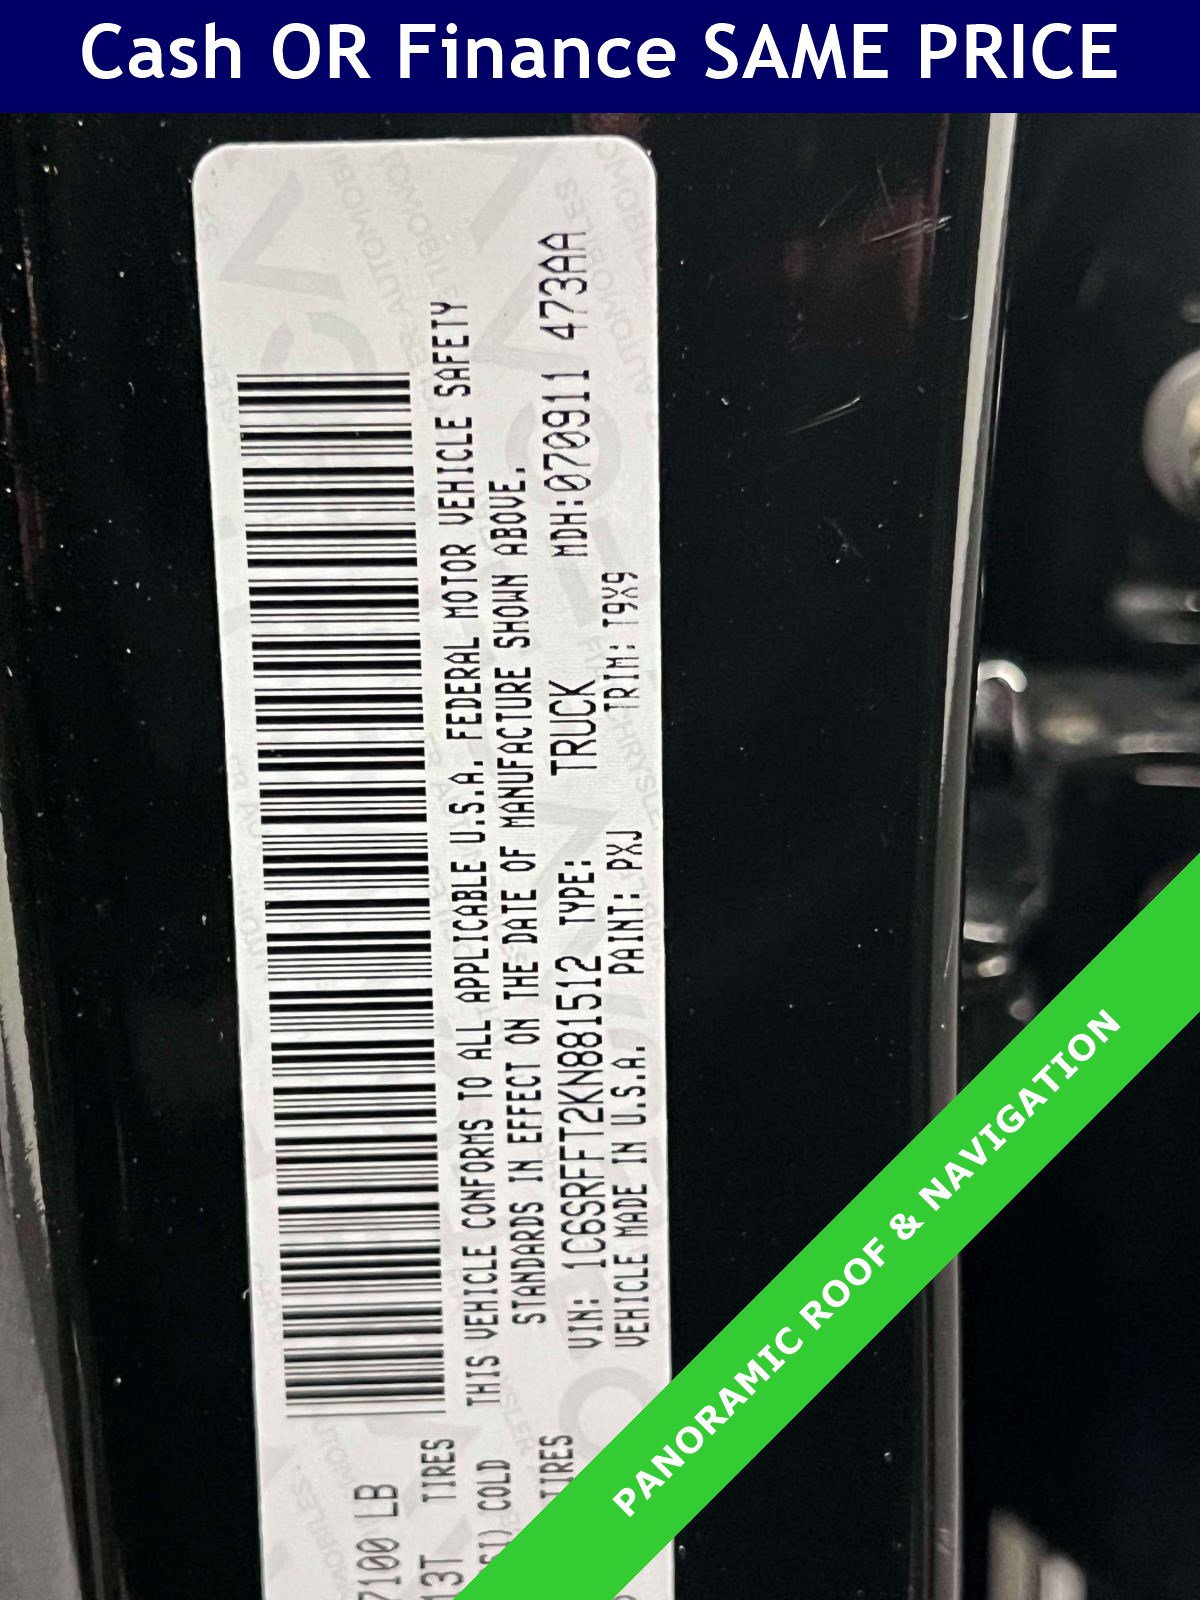 Cash OR Finance SAME PRICE
7100 LB
13T TIRES
SI) COLD
TIRES
THIS VEHICLE CONFORMS TO ALL APPLICABLE U.S.A. FEDERAL MOTOR VEHICLE SAFETY
STANDARDS IN EFFECT ON THE DATE OF MANUFACTURE SHOWN ABOVE.
VIN: 1C6SRFFT2KN881512 TYPE: TRUCK MDH:070911 473AA
VEHICLE MADE IN U.S.A. PAINT: PXJ TRIM: T9X9
PANORAMIC ROOF & NAVIGATION